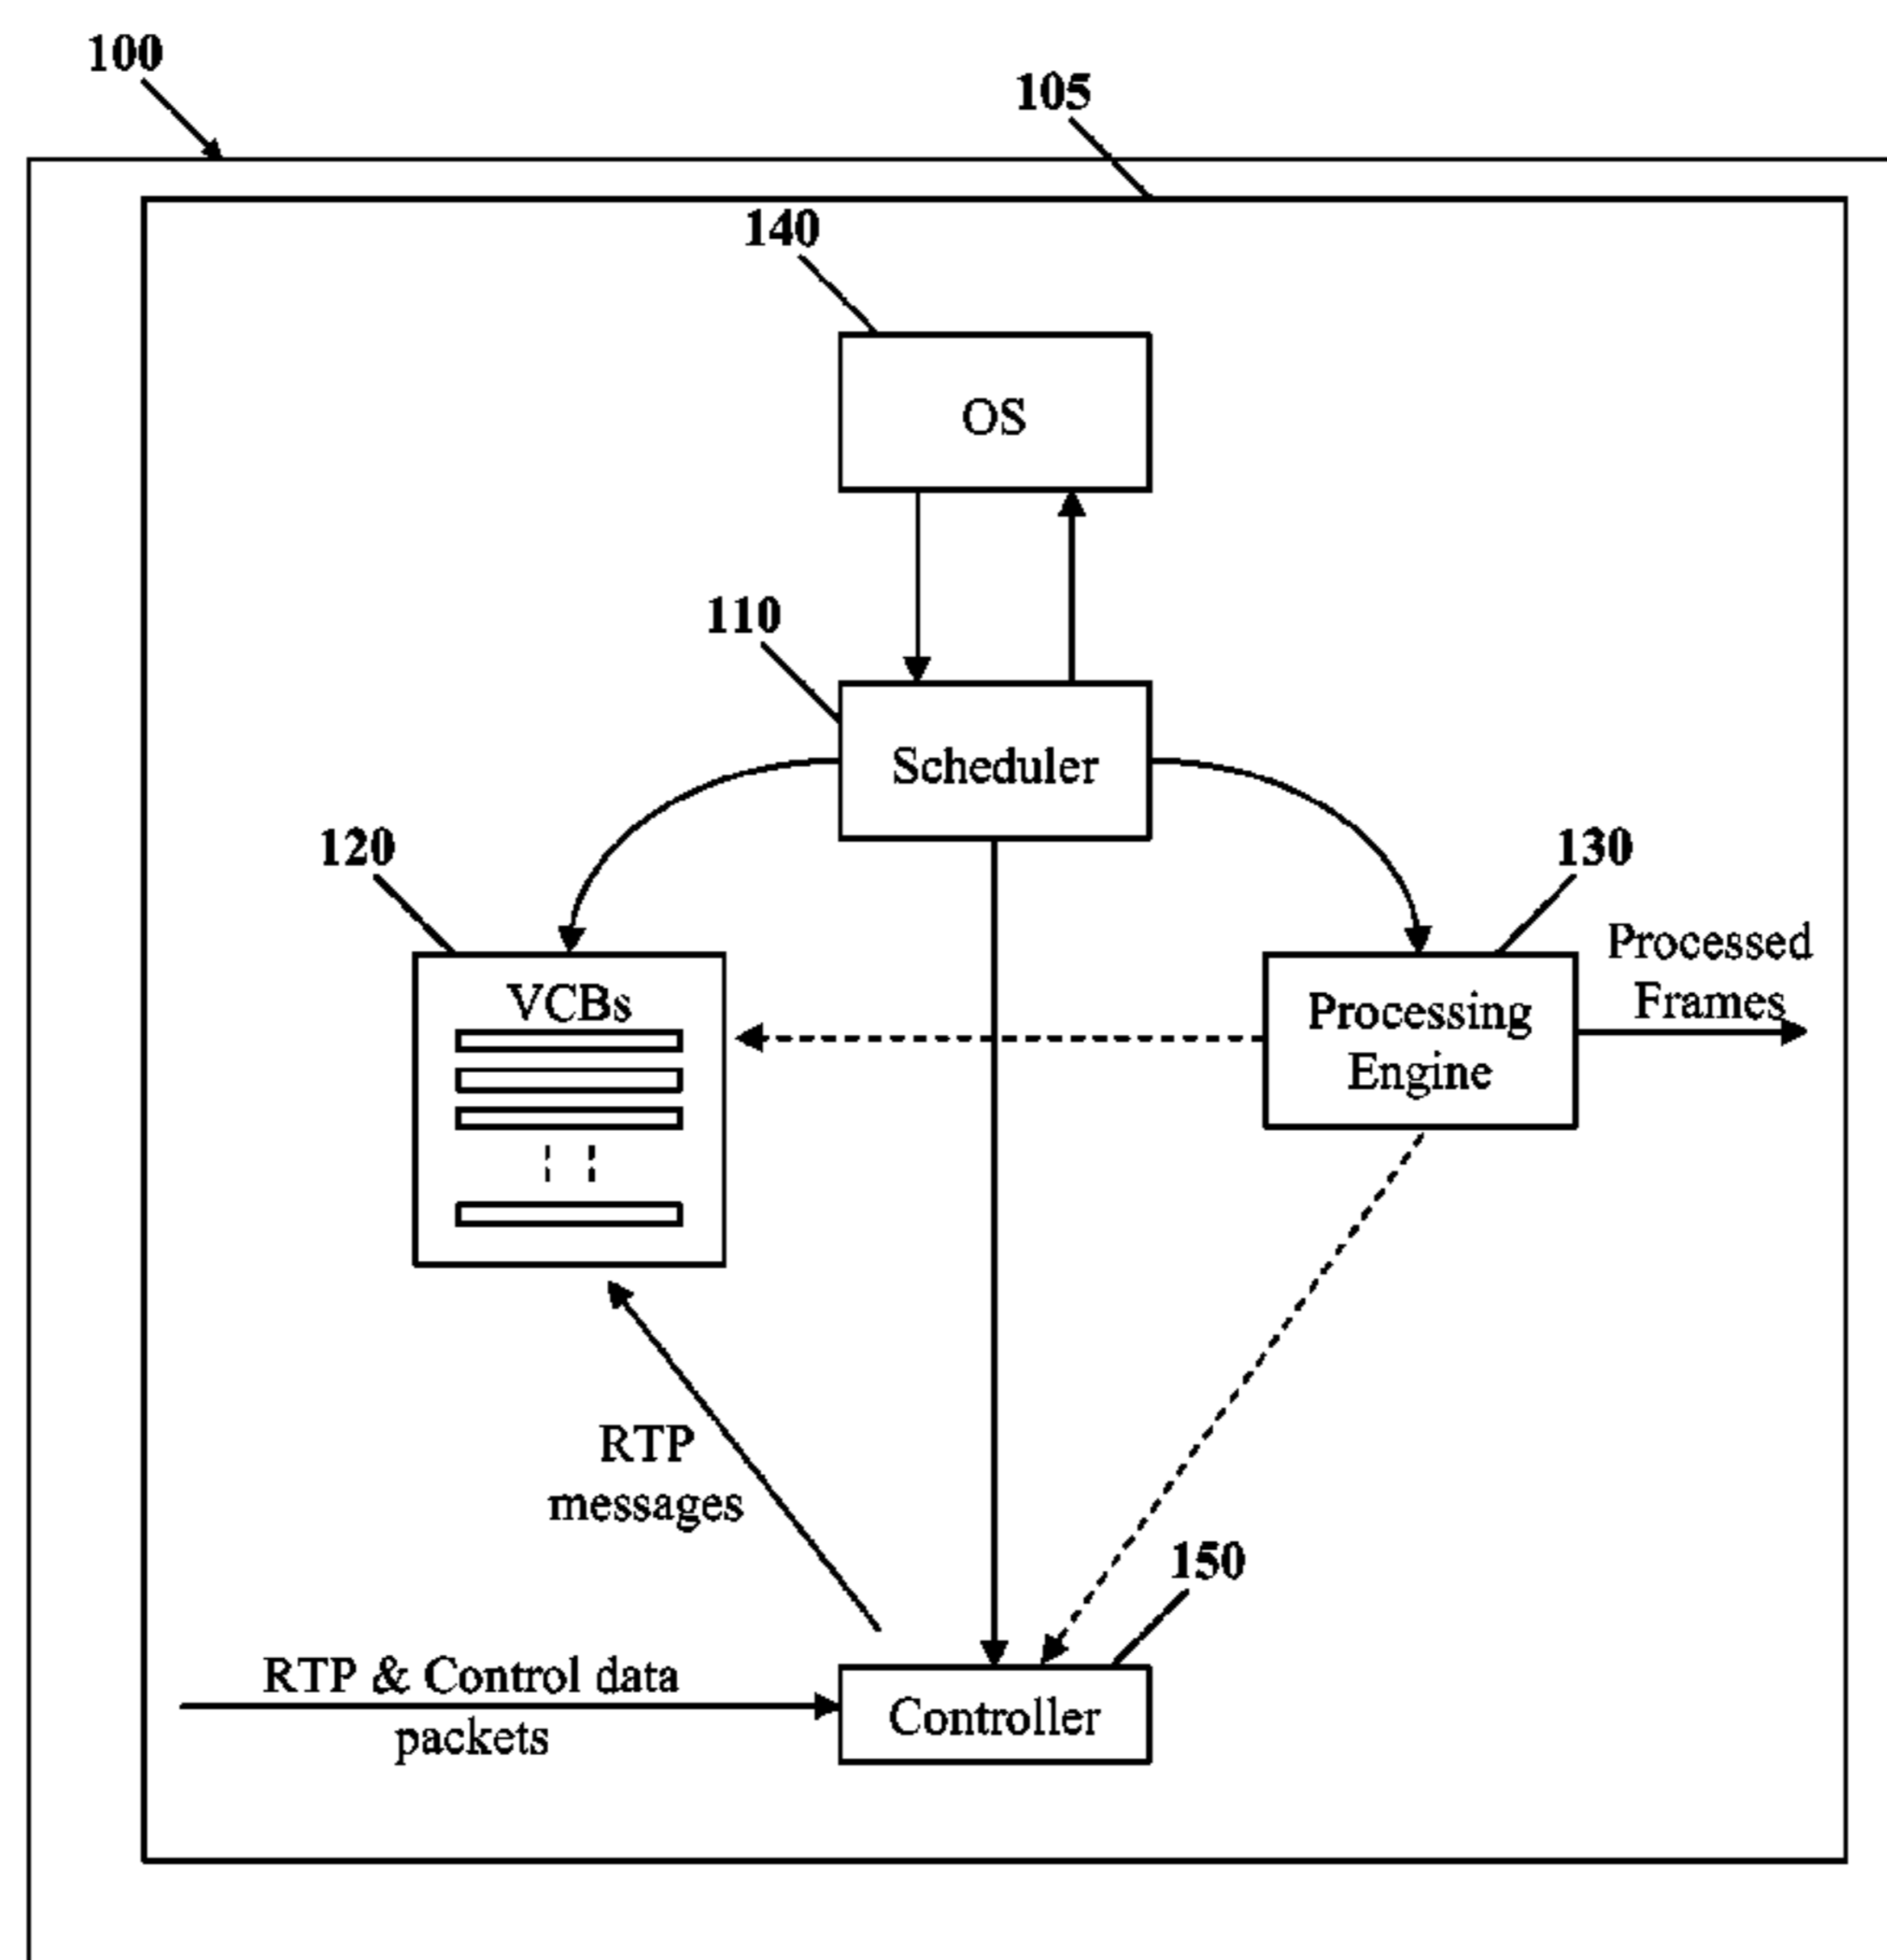 100
105
140
OS
110
Scheduler
120
130
VCBs
Processed
Frames
Processing
Engine
RTP
messages
150
RTP & Control data
packets
Controller